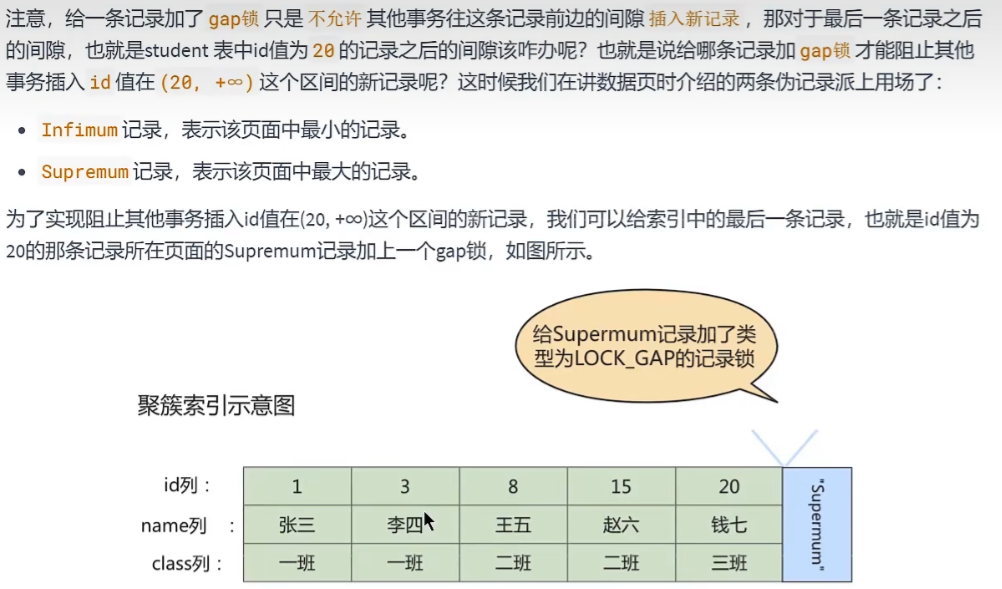 注意，给一条记录加了 gap锁 只是 不允许 其他事务往这条记录前边的间隙 插入新记录 ，那对于最后一条记录之后
的间隙，也就是student 表中id值为 20 的记录之后的间隙该咋办呢？也就是说给哪条记录加 gap锁 才能阻止其他
事务插入 id 值在 (20, +∞) 这个区间的新记录呢？这时候我们在讲数据页时介绍的两条伪记录派上用场了：
• Infimum 记录，表示该页面中最小的记录。
• Supremum 记录，表示该页面中最大的记录。
为了实现阻止其他事务插入id值在(20, +∞)这个区间的新记录，我们可以给索引中的最后一条记录，也就是id值为
20的那条记录所在页面的Supremum记录加上一个gap锁，如图所示。
给Supermum记录加了类
型为LOCK_GAP的记录锁
聚簇索引示意图
id列： 1 3 8 15 20
name列 ： 张三 李四 王五 赵六 钱七
class列： 一班 一班 二班 二班 三班
"Supermum"